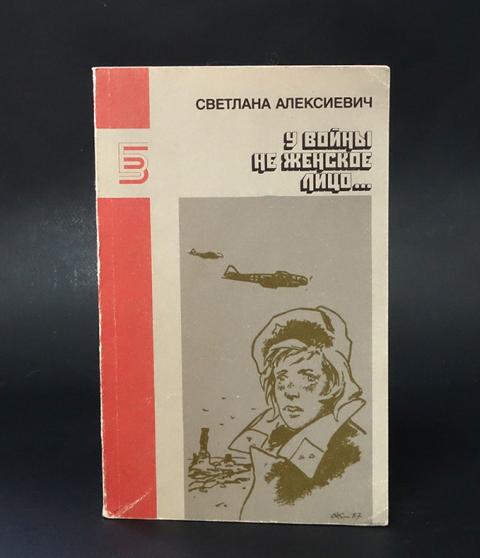 СВЕТЛАНА АЛЕКСИЕВИЧ
У ВОЙНЫ
НЕ ЖЕНСКОЕ
ЛИЦО...
Б